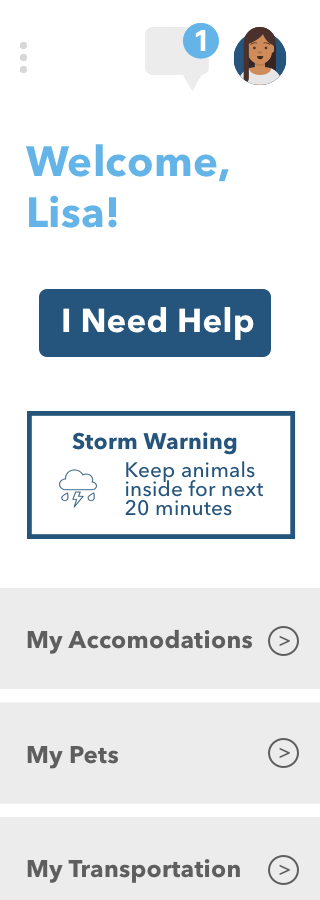 1
Welcome,
Lisa!
I Need Help
Storm Warning
Keep animals
inside for next
20 minutes
My Accomodations >
My Pets >
My Transportation >